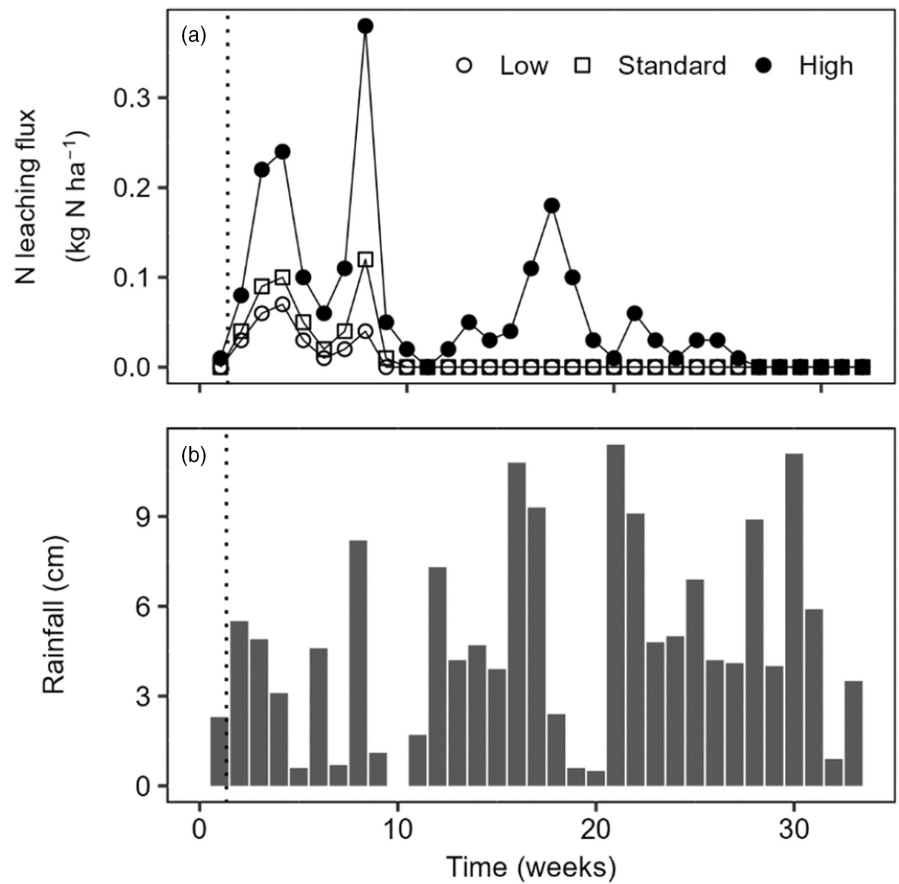 (a)
Low Standard High
N leaching flux
(kg N ha⁻¹)
0.3
0.2
0.1
0.0
(b)
Rainfall (cm)
9
6
3
0
0 10 20 30
Time (weeks)